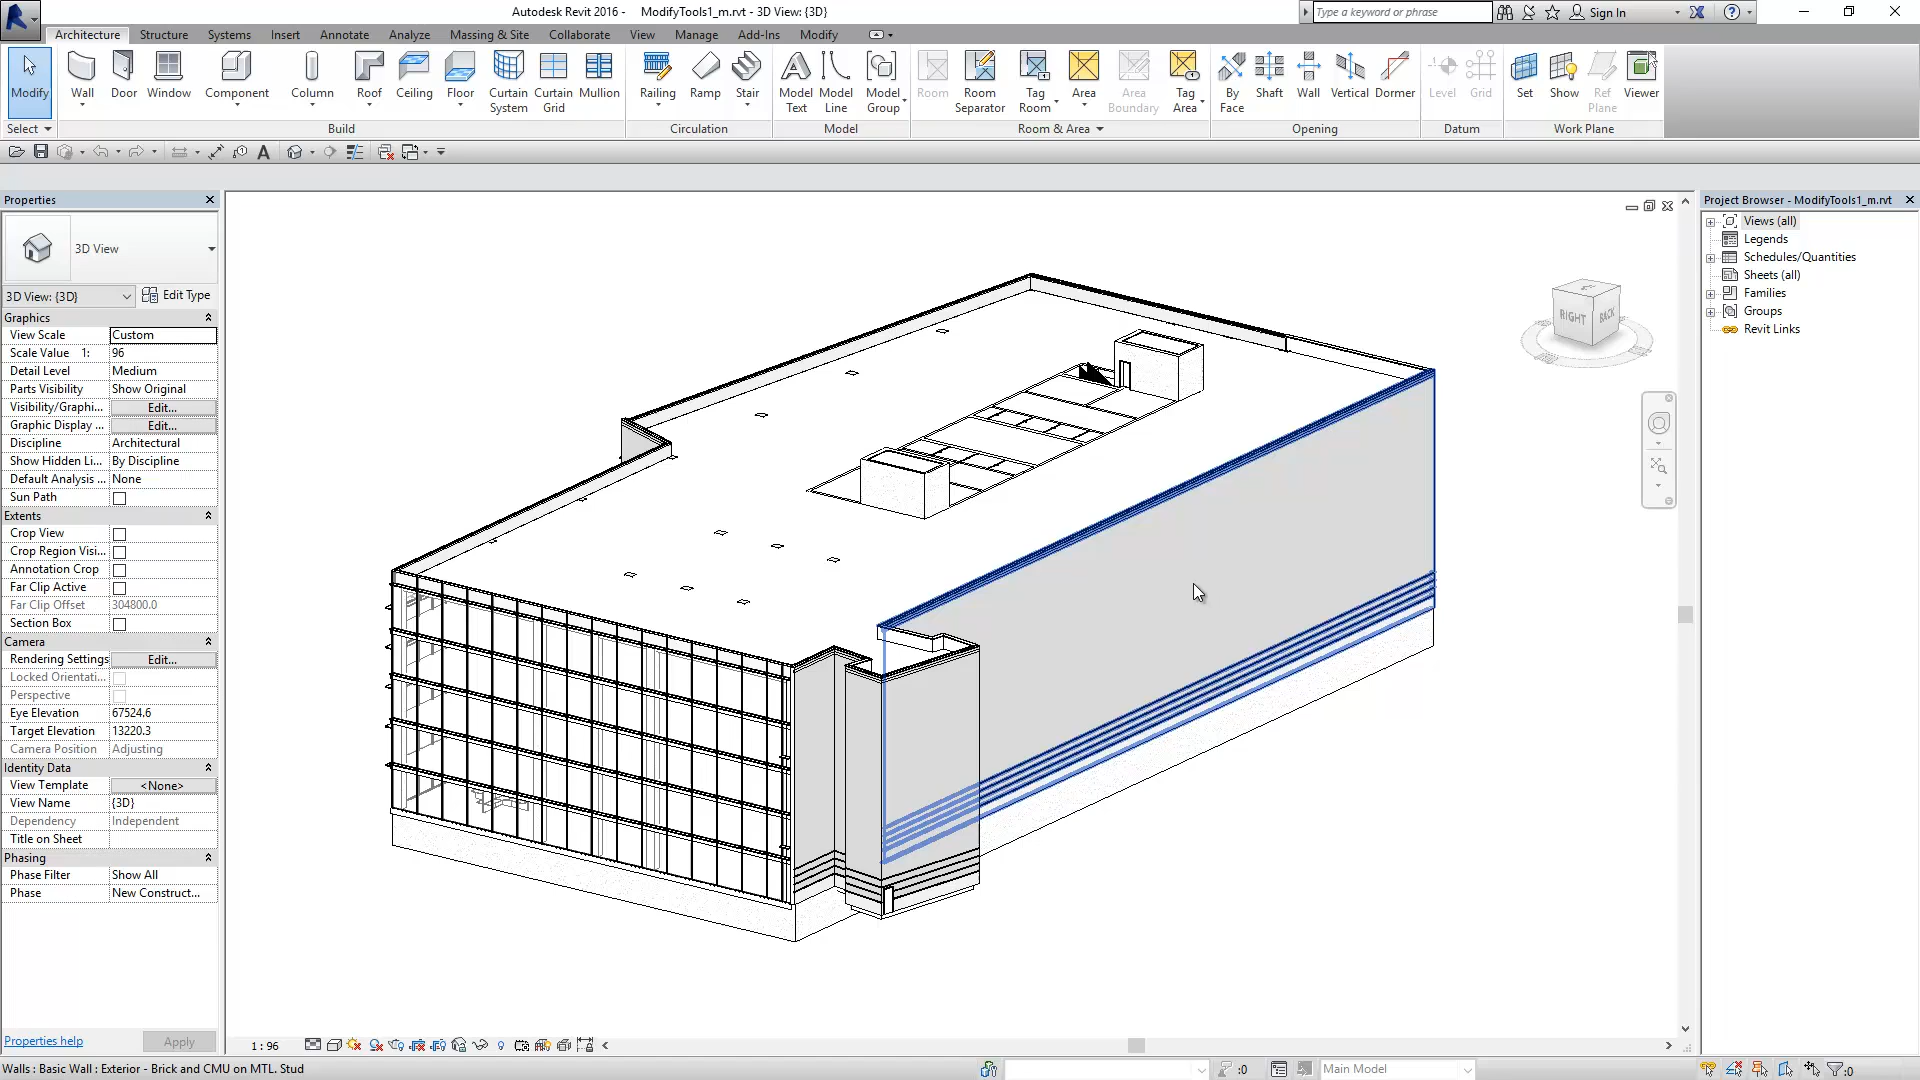 Autodesk Revit 2016 - ModifyTools1_m.rvt - 3D View: {3D}
Type a keyword or phrase
Sign In
Architecture Structure Systems Insert Annotate Analyze Massing & Site Collaborate View Manage Add-Ins Modify
Modify Wall Door Window Component Column Roof Ceiling Floor Curtain System Curtain Grid Mullion Railing Ramp Stair Model Text Model Line Model Group Room Room Separator Tag Room Area Area Boundary Tag Area By Face Shaft Wall Vertical Dormer Level Grid Set Show Ref Plane Viewer
Select Build Circulation Model Room & Area Opening Datum Work Plane
Properties
3D View
3D View: {3D} Edit Type
Graphics
View Scale Custom
Scale Value 1: 96
Detail Level Medium
Parts Visibility Show Original
Visibility/Graphi... Edit...
Graphic Display ... Edit...
Discipline Architectural
Show Hidden Li... By Discipline
Default Analysis ... None
Sun Path
Extents
Crop View
Crop Region Visi...
Annotation Crop
Far Clip Active
Far Clip Offset 304800.0
Section Box
Camera
Rendering Settings Edit...
Locked Orientati...
Perspective
Eye Elevation 67524.6
Target Elevation 13220.3
Camera Position Adjusting
Identity Data
View Template <None>
View Name {3D}
Dependency Independent
Title on Sheet
Phasing
Phase Filter Show All
Phase New Construct...
Properties help Apply
RIGHT BACK
Project Browser - ModifyTools1_m.rvt
Views (all)
Legends
Schedules/Quantities
Sheets (all)
Families
Groups
Revit Links
1 : 96
Walls : Basic Wall : Exterior - Brick and CMU on MTL. Stud
:0
Main Model
:0